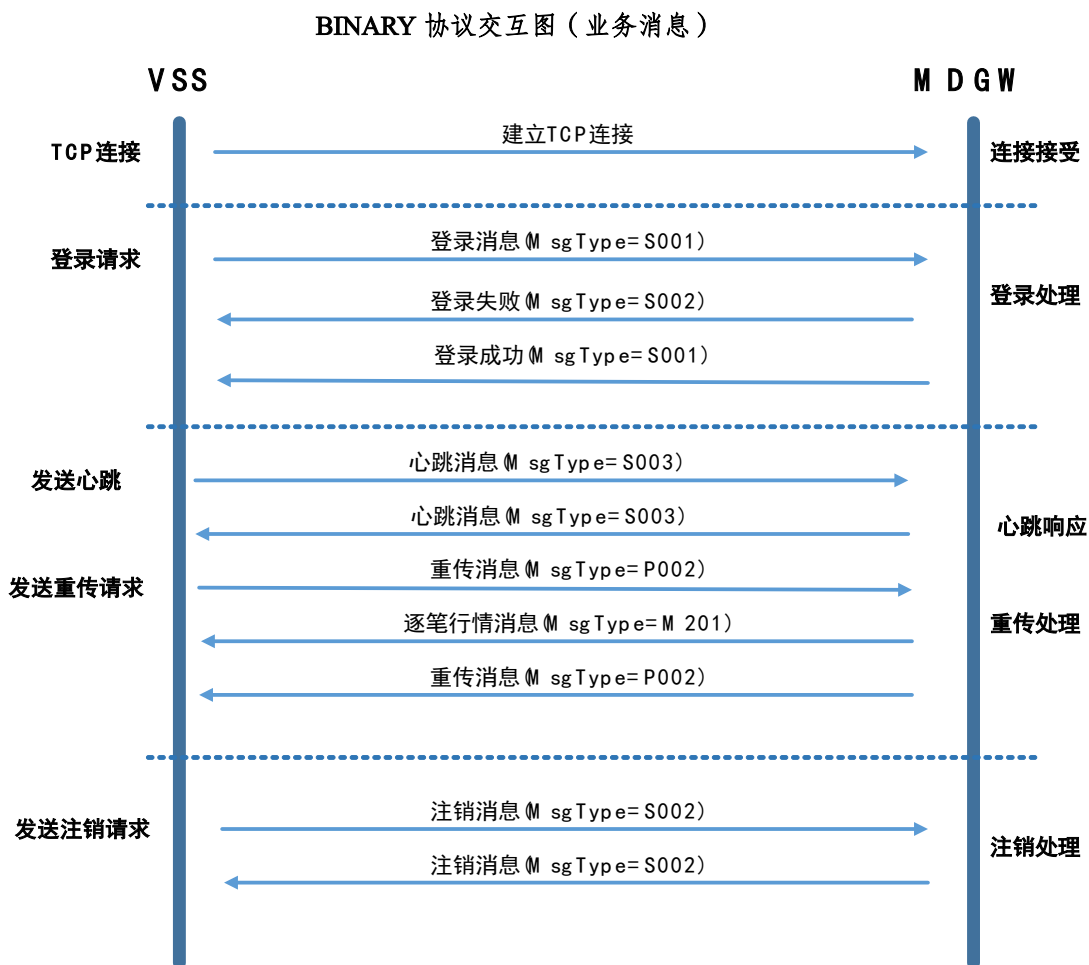 BINARY 协议交互图（业务消息）
VSS
MDGW
建立TCP连接
TCP连接
连接接受
登录消息(MsgType=S001)
登录请求
登录处理
登录失败(MsgType=S002)
登录成功(MsgType=S001)
心跳消息(MsgType=S003)
发送心跳
心跳消息(MsgType=S003)
心跳响应
重传消息(MsgType=P002)
发送重传请求
逐笔行情消息(MsgType=M201)
重传处理
重传消息(MsgType=P002)
注销消息(MsgType=S002)
发送注销请求
注销处理
注销消息(MsgType=S002)